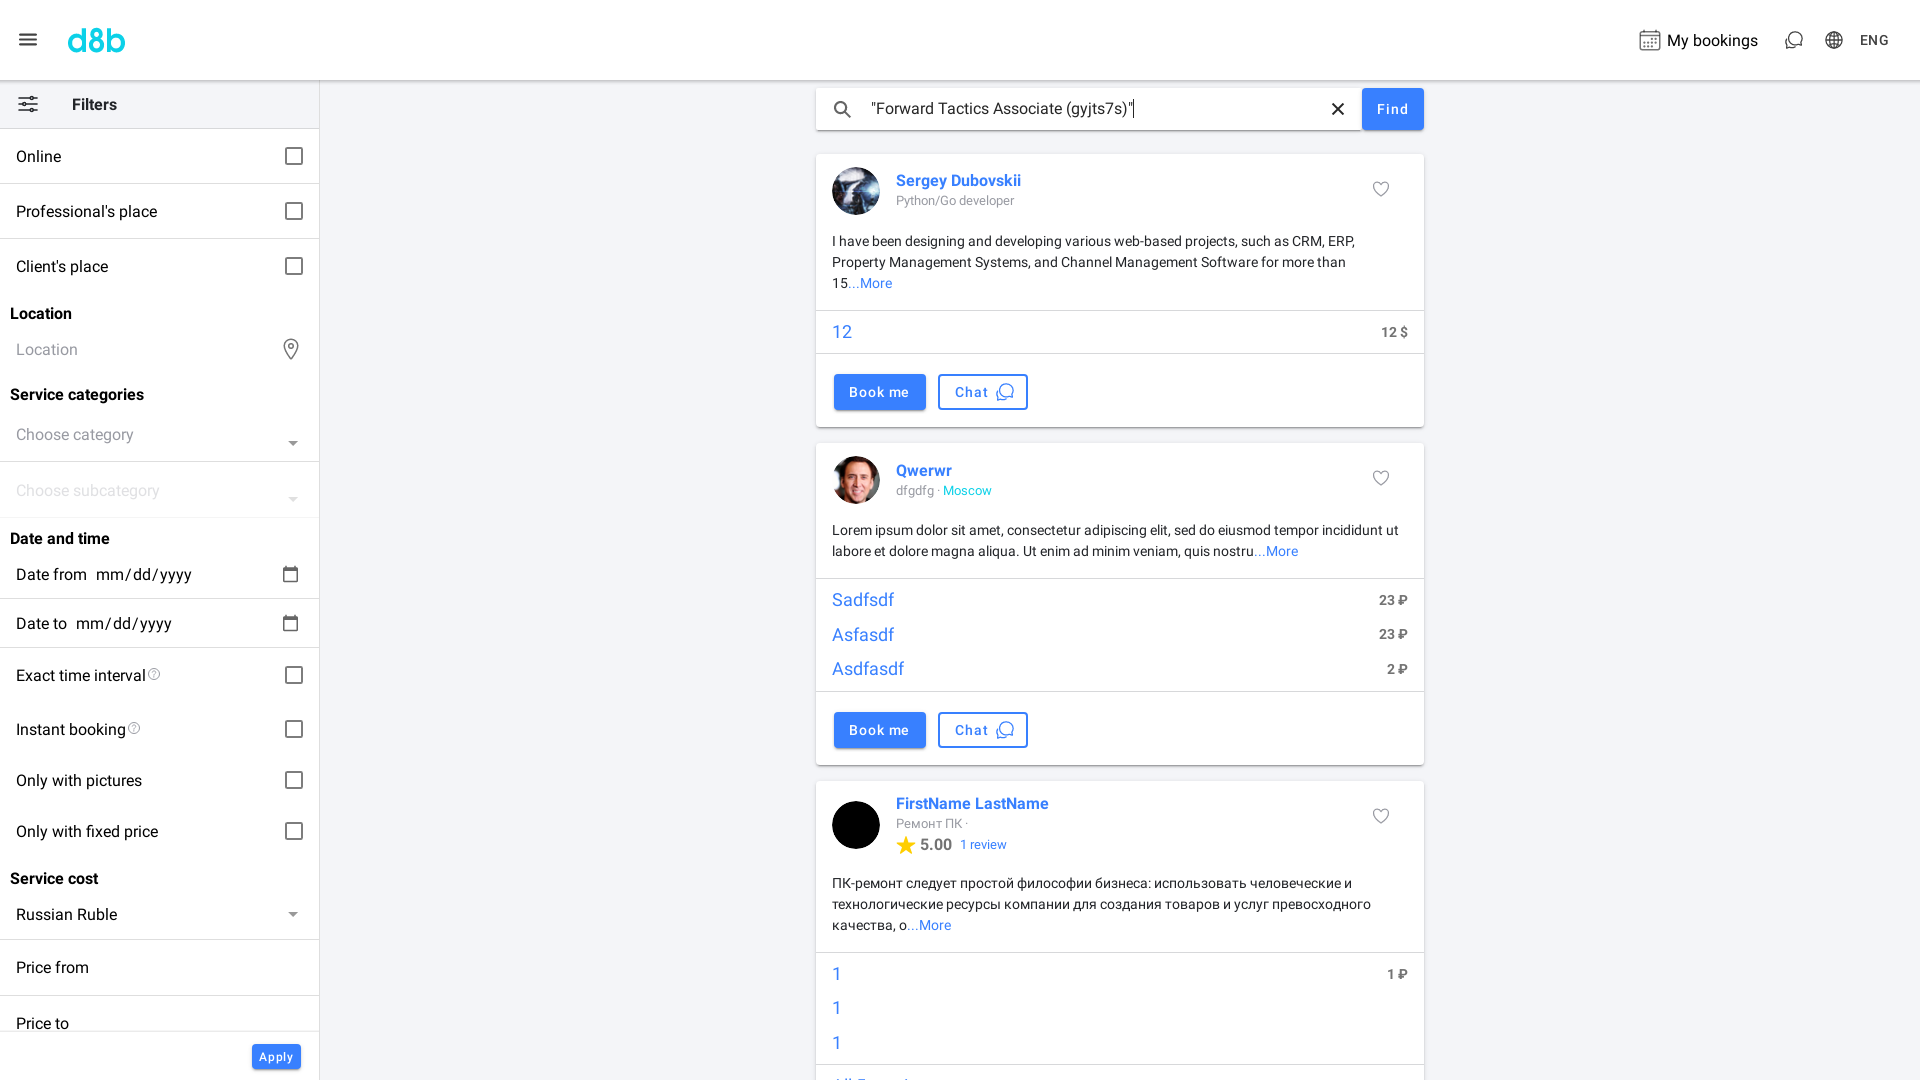 d8b
My bookings
ENG
Filters
Online
Professional's place
Client's place
Location
Location
Service categories
Choose category
Choose subcategory
Date and time
Date from mm/dd/yyyy
Date to mm/dd/yyyy
Exact time interval
Instant booking
Only with pictures
Only with fixed price
Service cost
Russian Ruble
Price from
Price to
Apply
"Forward Tactics Associate (gyjts7s)"
Find
Sergey Dubovskii
Python/Go developer
I have been designing and developing various web-based projects, such as CRM, ERP,
Property Management Systems, and Channel Management Software for more than
15...More
12 12 $
Book me Chat
Qwerwr
dfgdfg · Moscow
Lorem ipsum dolor sit amet, consectetur adipiscing elit, sed do eiusmod tempor incididunt ut
labore et dolore magna aliqua. Ut enim ad minim veniam, quis nostru...More
Sadfsdf 23 ₽
Asfasdf 23 ₽
Asdfasdf 2 ₽
Book me Chat
FirstName LastName
Ремонт ПК ·
5.00 1 review
ПК-ремонт следует простой философии бизнеса: использовать человеческие и
технологические ресурсы компании для создания товаров и услуг превосходного
качества, о...More
1 1 ₽
1
1